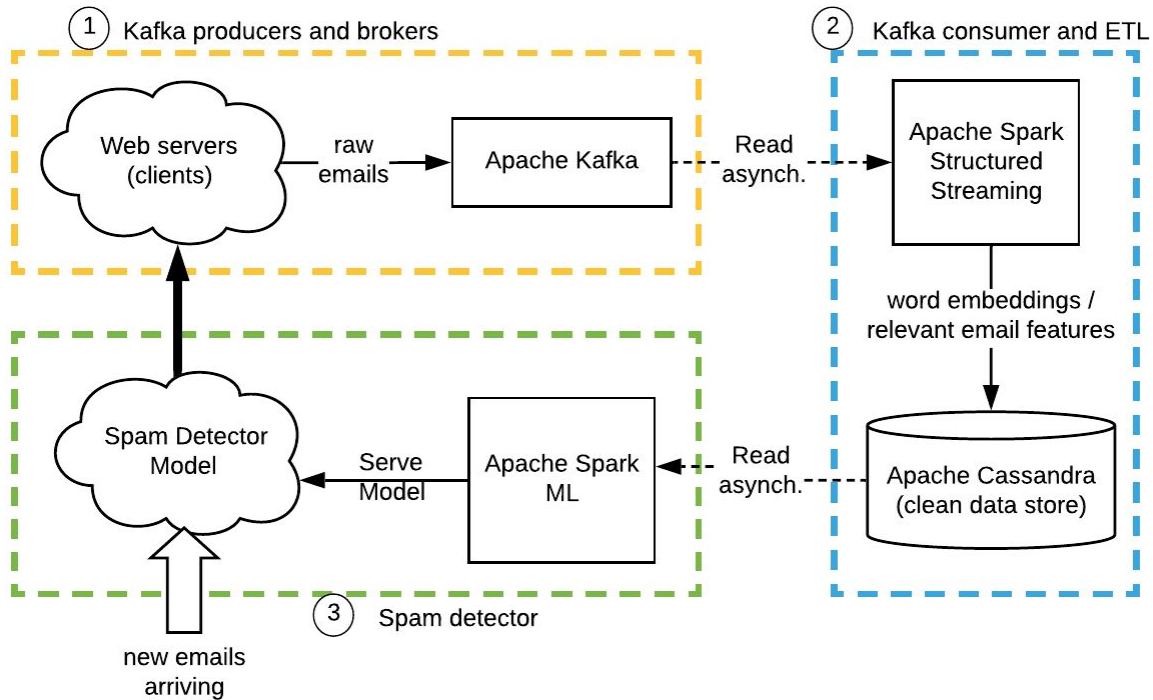 1
Kafka producers and brokers
2
Kafka consumer and ETL
Web servers
(clients)
raw
emails
Apache Kafka
Read
asynch.
Apache Spark
Structured
Streaming
word embeddings /
relevant email features
Apache Cassandra
(clean data store)
Read
asynch.
Apache Spark
ML
Serve
Model
Spam Detector
Model
3
Spam detector
new emails
arriving